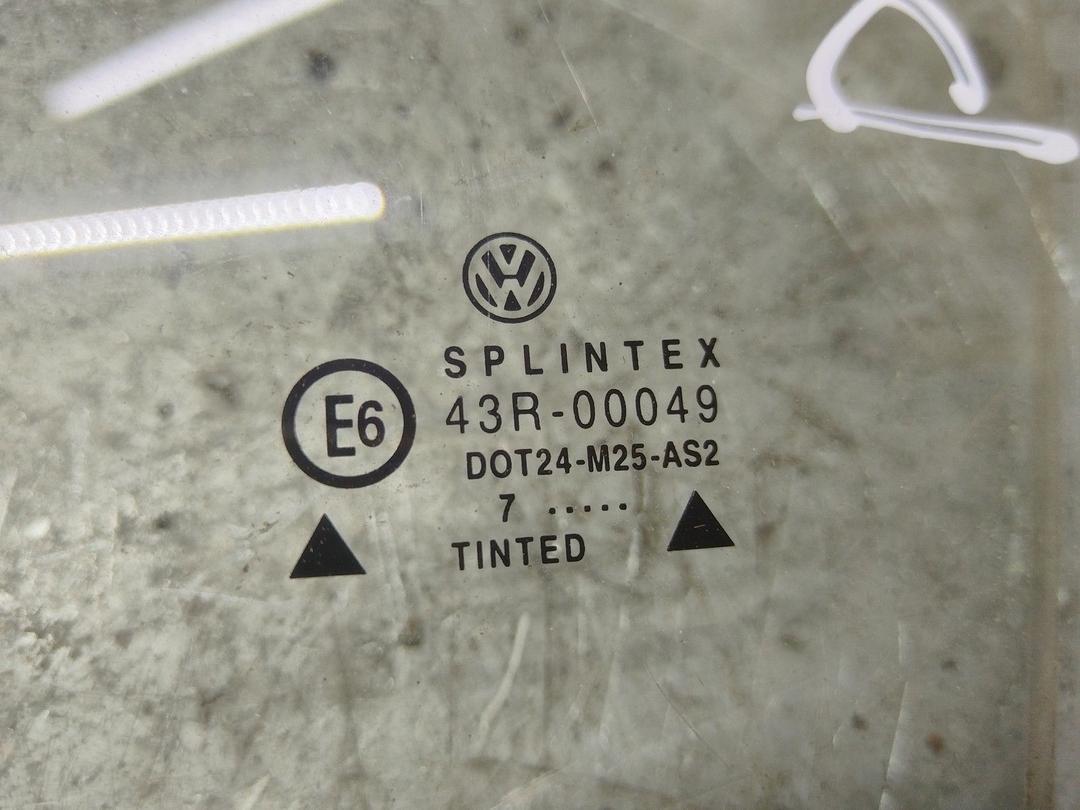 SPLINTEX
E6
43R-00049
DOT24-M25-AS2
7 .....
TINTED